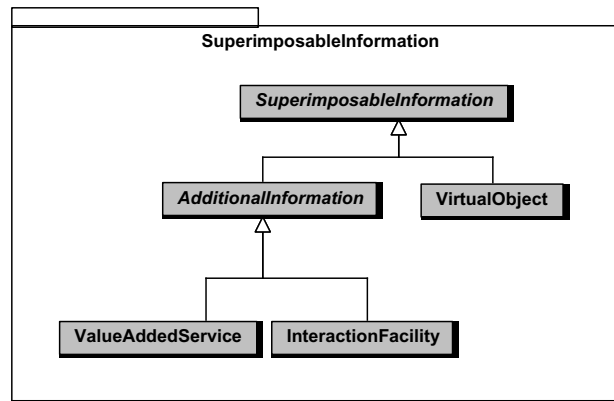 SuperimposableInformation
SuperimposableInformation
AdditionalInformation
VirtualObject
ValueAddedService
InteractionFacility